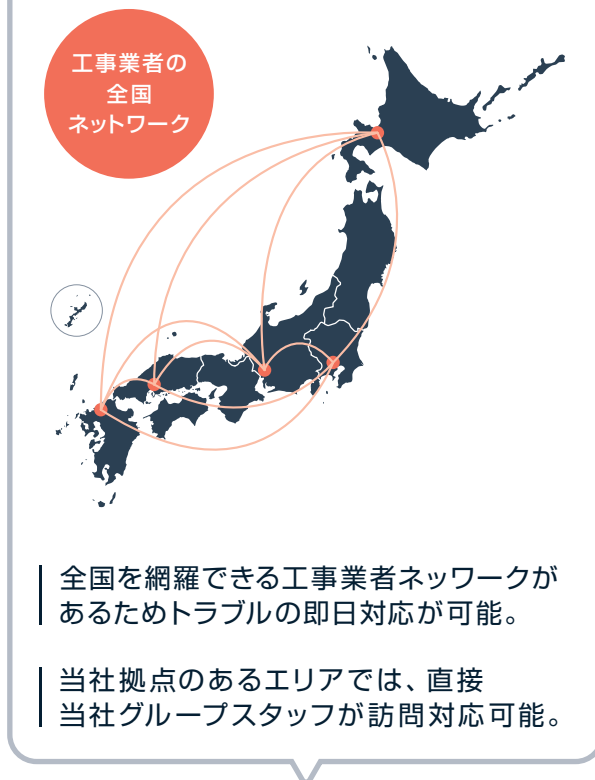 工事業者の
全国
ネットワーク
全国を網羅できる工事業者ネッワークが
あるためトラブルの即日対応が可能。
当社拠点のあるエリアでは、直接
当社グループスタッフが訪問対応可能。